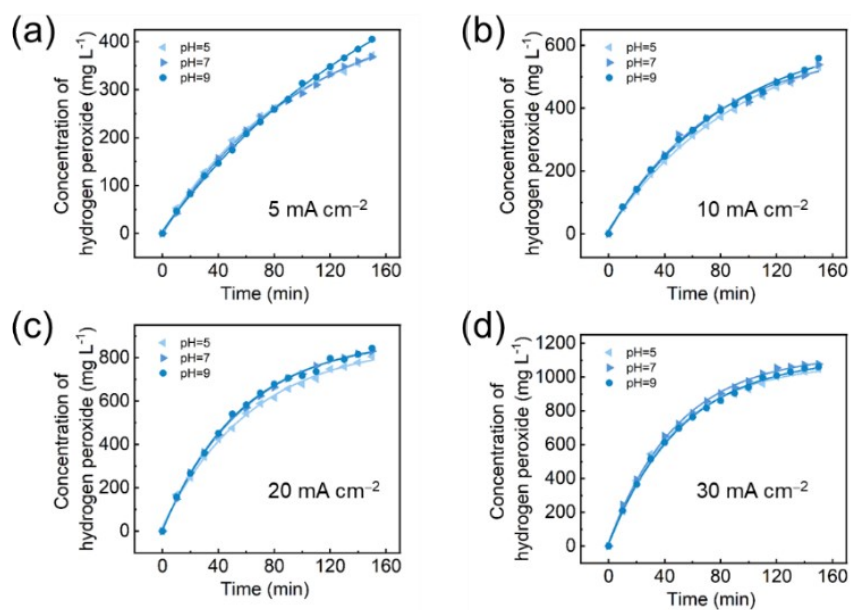 (a)
pH=5
pH=7
pH=9
400
300
200
100
0
Concentration of
hydrogen peroxide (mg L⁻¹)
5 mA cm⁻²
0 40 80 120 160
Time (min)
(b)
pH=5
pH=7
pH=9
600
400
200
0
Concentration of
hydrogen peroxide (mg L⁻¹)
10 mA cm⁻²
0 40 80 120 160
Time (min)
(c)
pH=5
pH=7
pH=9
800
600
400
200
0
Concentration of
hydrogen peroxide (mg L⁻¹)
20 mA cm⁻²
0 40 80 120 160
Time (min)
(d)
pH=5
pH=7
pH=9
1200
1000
800
600
400
200
0
Concentration of
hydrogen peroxide (mg L⁻¹)
30 mA cm⁻²
0 40 80 120 160
Time (min)